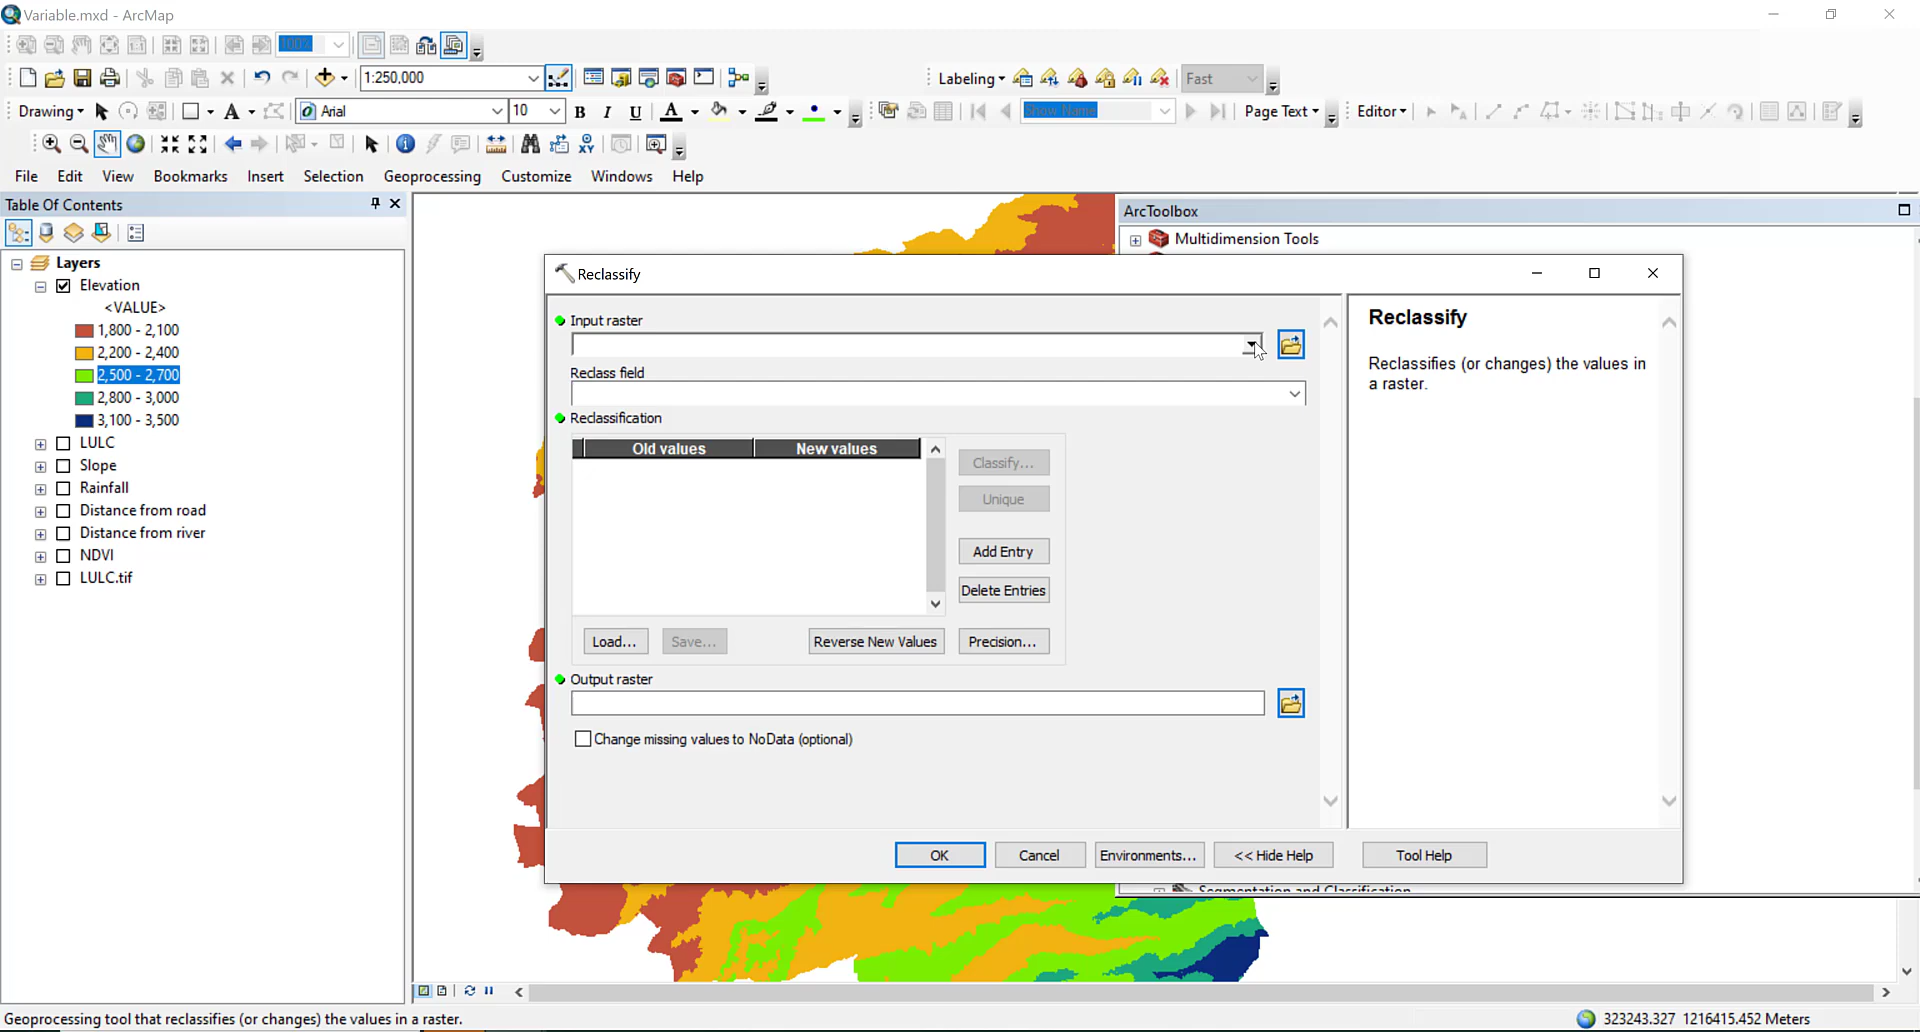 Variable.mxd - ArcMap
100%
1:250,000
Labeling
Fast
Drawing
A
Arial
10
B I U A
Show Name
Page Text
Editor
XY
File Edit View Bookmarks Insert Selection Geoprocessing Customize Windows Help
Table Of Contents
ArcToolbox
Multidimension Tools
Layers
Elevation
<VALUE>
1,800 - 2,100
2,200 - 2,400
2,500 - 2,700
2,800 - 3,000
3,100 - 3,500
LULC
Slope
Rainfall
Distance from road
Distance from river
NDVI
LULC.tif
Reclassify
Input raster
Reclass field
Reclassification
Old values New values
Classify...
Unique
Add Entry
Delete Entries
Load... Save... Reverse New Values Precision...
Output raster
Change missing values to NoData (optional)
OK Cancel Environments... << Hide Help Tool Help
Reclassify
Reclassifies (or changes) the values in
a raster.
Segmentation and Classification
Geoprocessing tool that reclassifies (or changes) the values in a raster.
323243.327 1216415.452 Meters